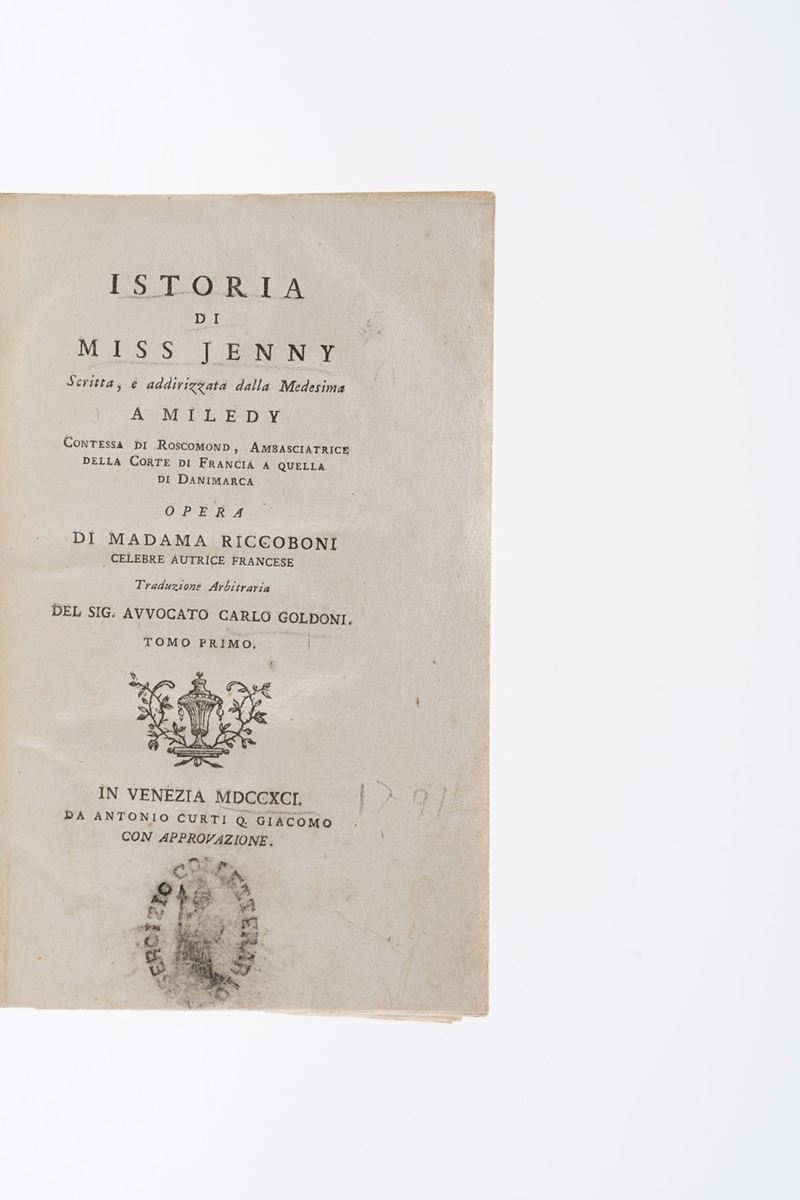 ISTORIA
DI
MISS JENNY
Scritta, e addirizzata dalla Medesima
A MILEDY
CONTESSA DI ROSCOMOND, AMBASCIATRICE
DELLA CORTE DI FRANCIA A QUELLA
DI DANIMARCA
OPERA
DI MADAMA RICCOBONI
CELEBRE AUTRICE FRANCESE
Traduzione Arbitraria
DEL SIG. AVVOCATO CARLO GOLDONI.
TOMO PRIMO.
IN VENEZIA MDCCXCI.
1791
DA ANTONIO CURTI Q. GIACOMO
CON APPROVAZIONE.